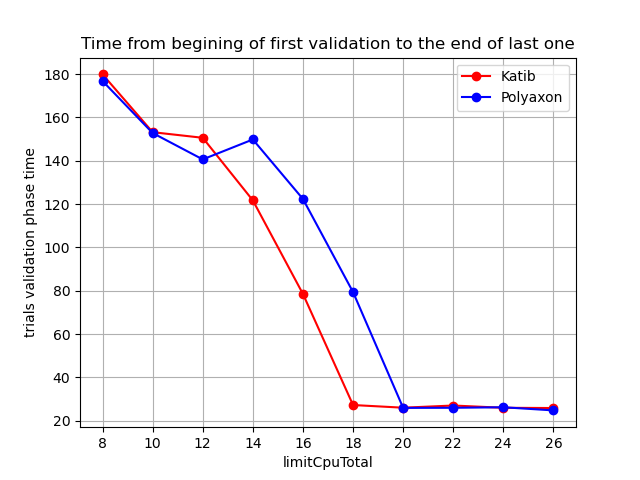 Time from begining of first validation to the end of last one
Katib
Polyaxon
180
160
140
120
100
80
60
40
20
trials validation phase time
8 10 12 14 16 18 20 22 24 26
limitCpuTotal